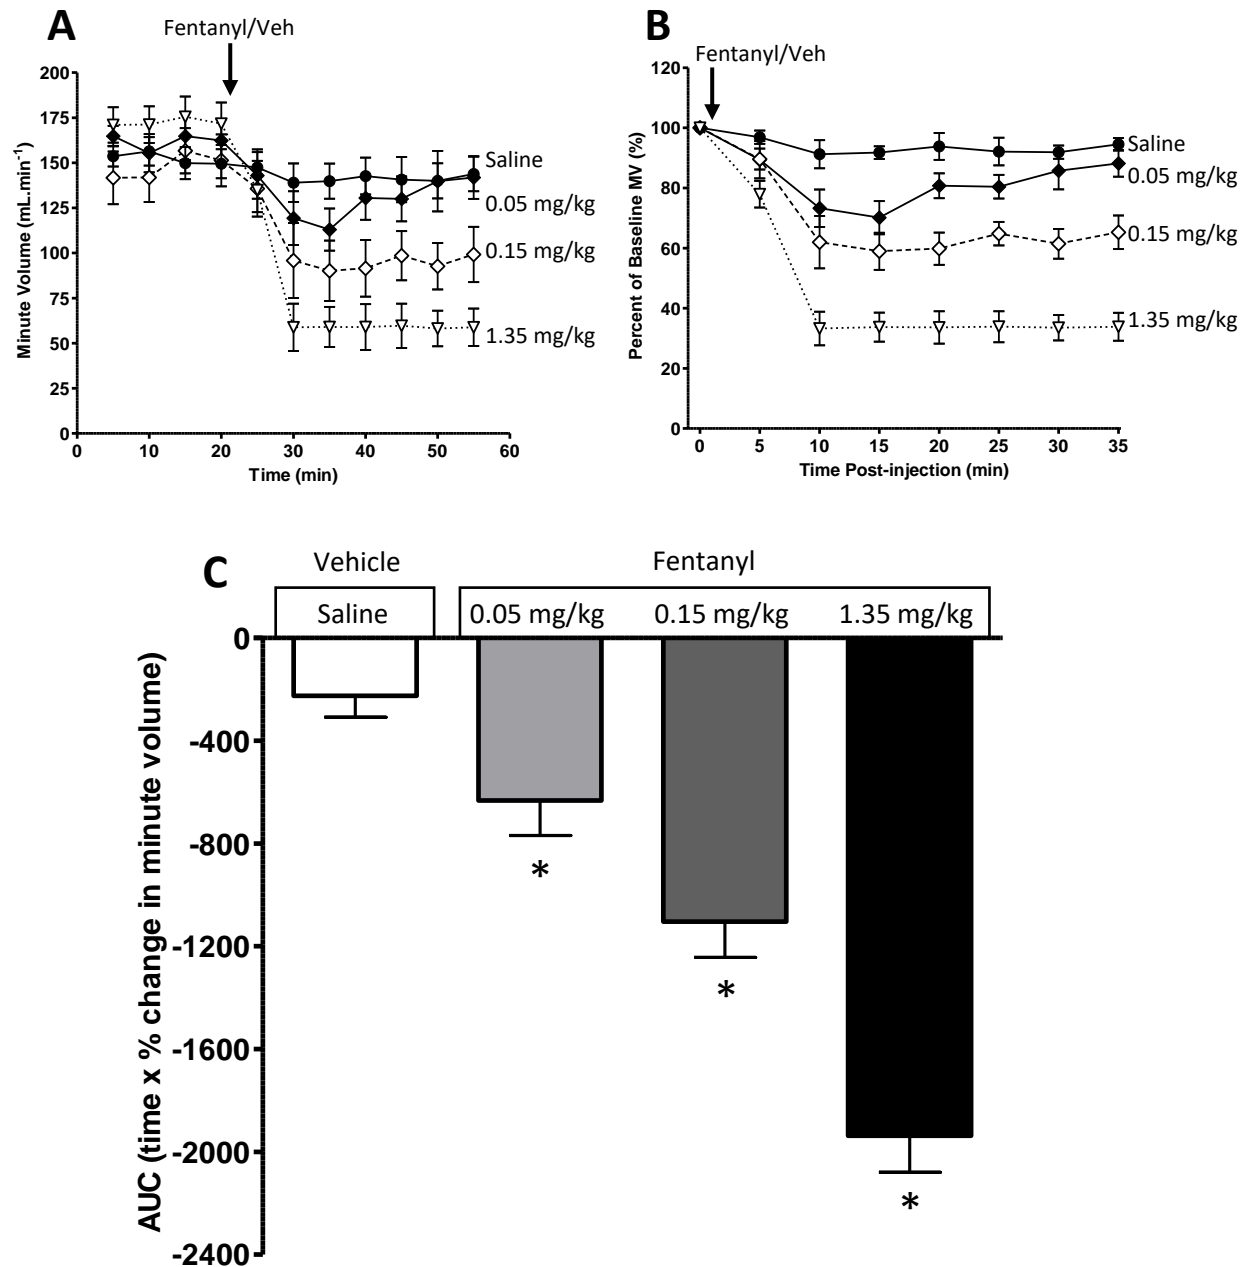 A
Fentanyl/Veh
200
175
150
125
100
75
50
25
0
Minute Volume (mL.min⁻¹)
Saline
0.05 mg/kg
0.15 mg/kg
1.35 mg/kg
0 10 20 30 40 50 60
Time (min)
B
Fentanyl/Veh
120
100
80
60
40
20
0
Percent of Baseline MV (%)
Saline
0.05 mg/kg
0.15 mg/kg
1.35 mg/kg
0 5 10 15 20 25 30 35
Time Post-injection (min)
C
Vehicle Fentanyl
Saline 0.05 mg/kg 0.15 mg/kg 1.35 mg/kg
0
-400
-800
-1200
-1600
-2000
-2400
AUC (time x % change in minute volume)
*
*
*